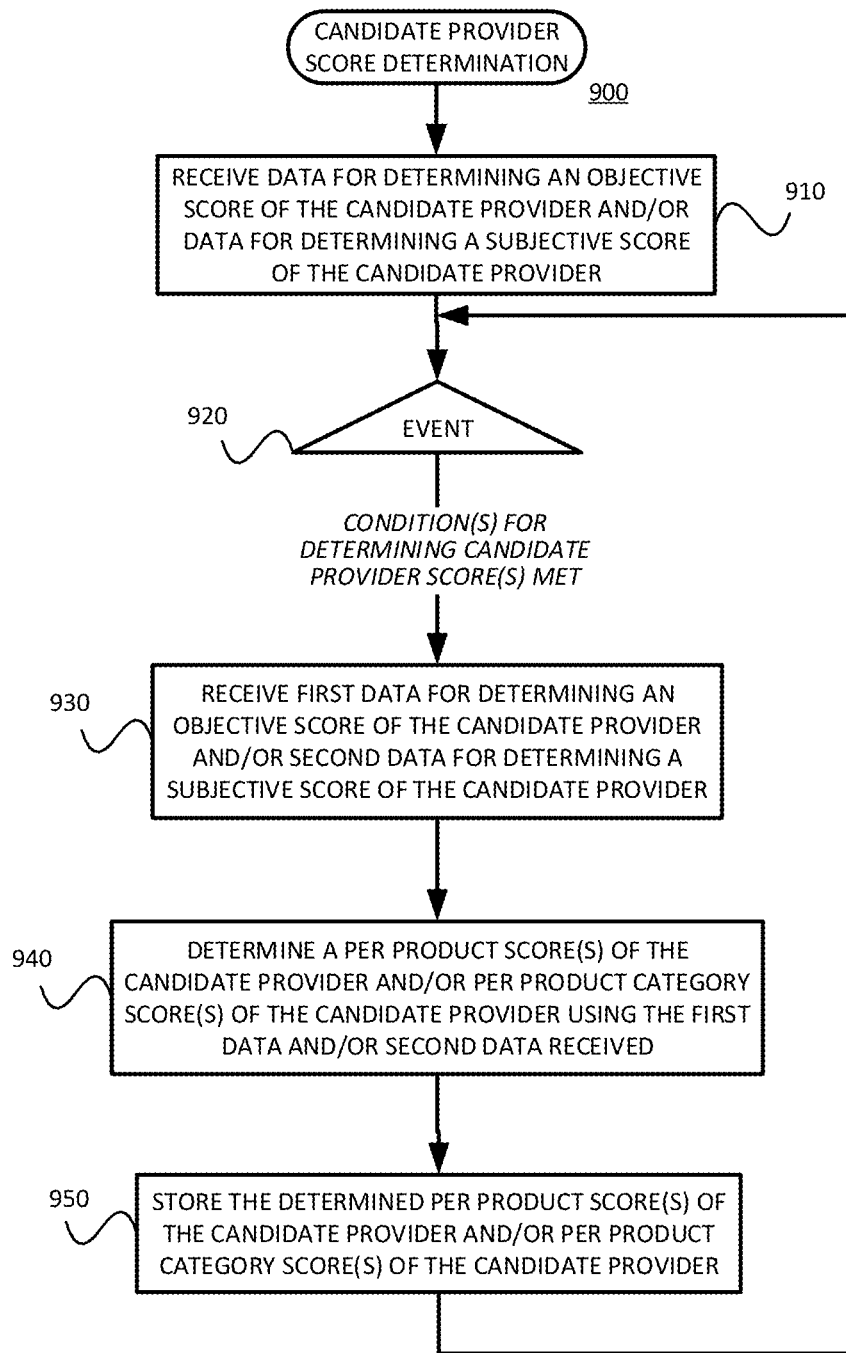 CANDIDATE PROVIDER
SCORE DETERMINATION
900
RECEIVE DATA FOR DETERMINING AN OBJECTIVE
SCORE OF THE CANDIDATE PROVIDER AND/OR
DATA FOR DETERMINING A SUBJECTIVE SCORE
OF THE CANDIDATE PROVIDER
910
920
EVENT
CONDITION(S) FOR
DETERMINING CANDIDATE
PROVIDER SCORE(S) MET
930
RECEIVE FIRST DATA FOR DETERMINING AN
OBJECTIVE SCORE OF THE CANDIDATE PROVIDER
AND/OR SECOND DATA FOR DETERMINING A
SUBJECTIVE SCORE OF THE CANDIDATE PROVIDER
940
DETERMINE A PER PRODUCT SCORE(S) OF THE
CANDIDATE PROVIDER AND/OR PER PRODUCT CATEGORY
SCORE(S) OF THE CANDIDATE PROVIDER USING THE FIRST
DATA AND/OR SECOND DATA RECEIVED
950
STORE THE DETERMINED PER PRODUCT SCORE(S) OF
THE CANDIDATE PROVIDER AND/OR PER PRODUCT
CATEGORY SCORE(S) OF THE CANDIDATE PROVIDER